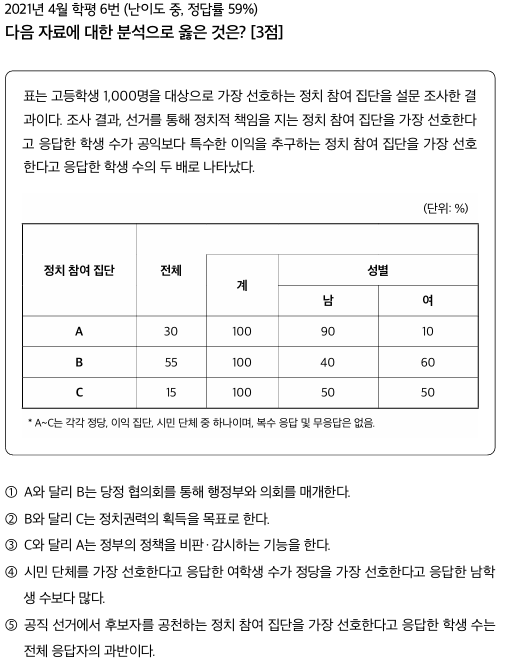 2021년 4월 학평 6번 (난이도 중, 정답률 59%)
다음 자료에 대한 분석으로 옳은 것은? [3점]
표는 고등학생 1,000명을 대상으로 가장 선호하는 정치 참여 집단을 설문 조사한 결
과이다. 조사 결과, 선거를 통해 정치적 책임을 지는 정치 참여 집단을 가장 선호한다
고 응답한 학생 수가 공익보다 특수한 이익을 추구하는 정치 참여 집단을 가장 선호
한다고 응답한 학생 수의 두 배로 나타났다.
(단위: %)
정치 참여 집단 전체 계 성별
남 여
A 30 100 90 10
B 55 100 40 60
C 15 100 50 50
* A~C는 각각 정당, 이익 집단, 시민 단체 중 하나이며, 복수 응답 및 무응답은 없음.
① A와 달리 B는 당정 협의회를 통해 행정부와 의회를 매개한다.
② B와 달리 C는 정치권력의 획득을 목표로 한다.
③ C와 달리 A는 정부의 정책을 비판·감시하는 기능을 한다.
④ 시민 단체를 가장 선호한다고 응답한 여학생 수가 정당을 가장 선호한다고 응답한 남학
생 수보다 많다.
⑤ 공직 선거에서 후보자를 공천하는 정치 참여 집단을 가장 선호한다고 응답한 학생 수는
전체 응답자의 과반이다.